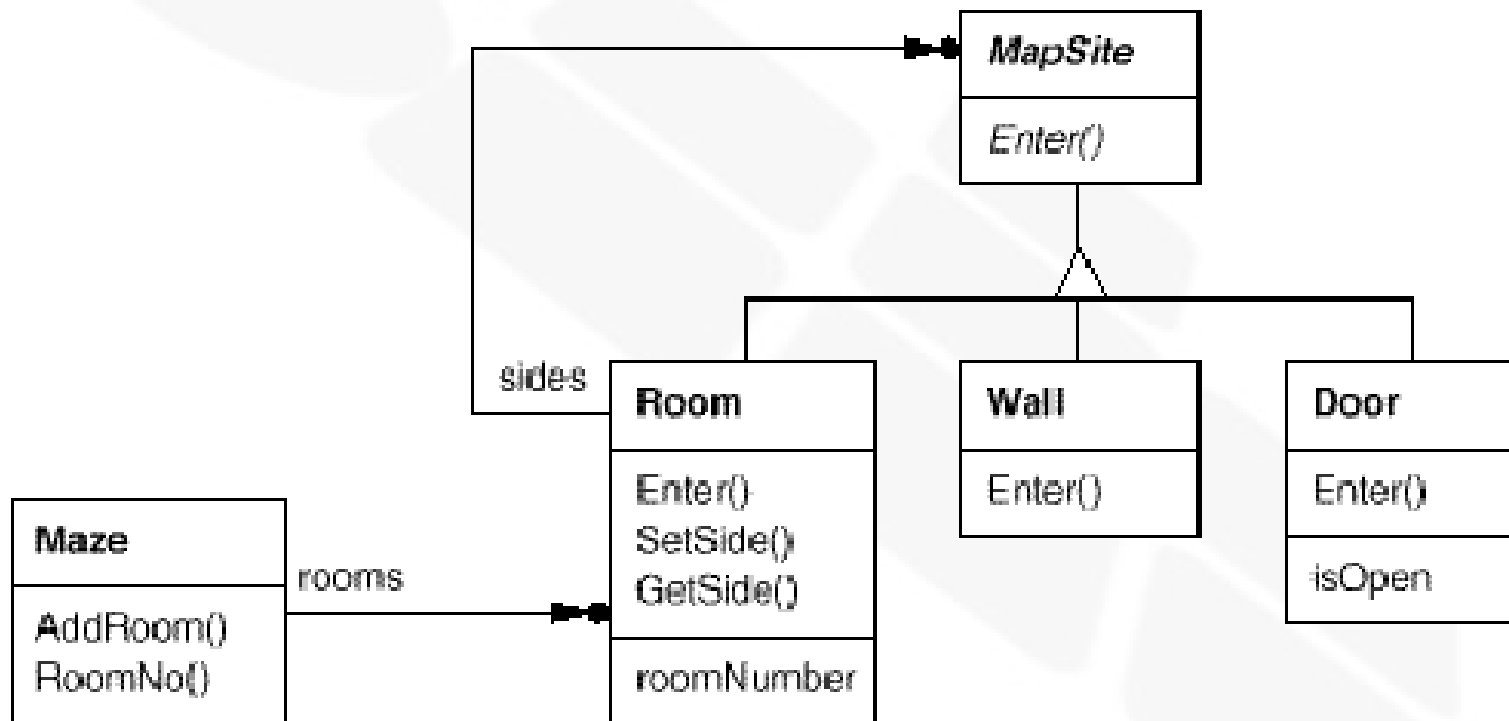 MapSite
Enter()
sides
Room
Enter()
SetSide()
GetSide()
roomNumber
Wall
Enter()
Door
Enter()
isOpen
Maze
AddRoom()
RoomNo()
rooms